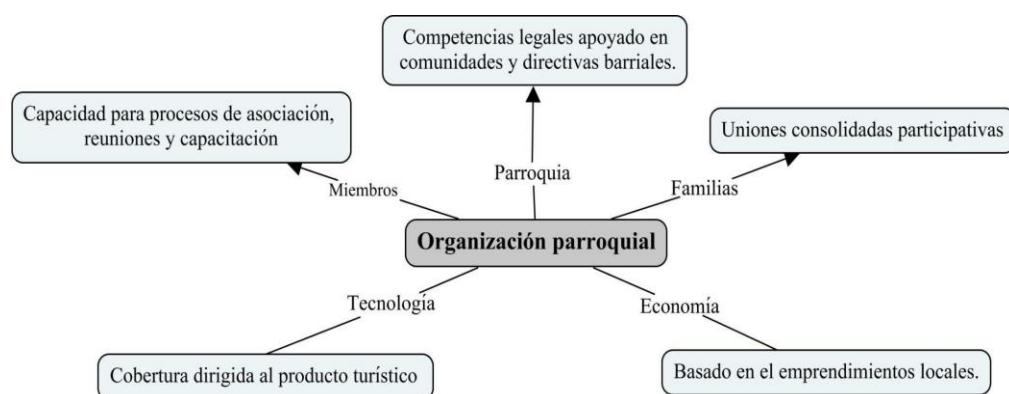 Competencias legales apoyado en
comunidades y directivas barriales.
Capacidad para procesos de asociación,
reuniones y capacitación
Uniones consolidadas participativas
Parroquia
Miembros
Familias
Organización parroquial
Tecnología
Economía
Cobertura dirigida al producto turístico
Basado en el emprendimientos locales.